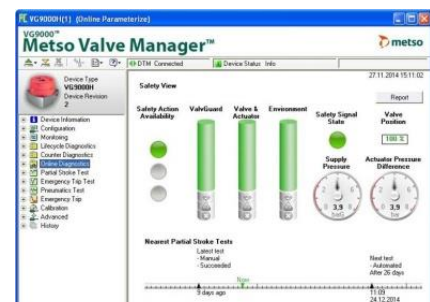 VG9000H(1) (Online Parameterize)
VG9000H™
Metso Valve Manager™
metso
DTM Connected
Device Status Info
Device Type
VG9000H
Device Revision
2
Device Information
Configuration
Monitoring
Lifecycle Diagnostics
Counter Diagnostics
Online Diagnostics
Partial Stroke Test
Emergency Trip Test
Pneumatics Test
Emergency Trip
Calibration
Advanced
History
27.11.2014 15:11:02
Safety View
Report
Safety Action
Availability
ValvGuard
Valve &
Actuator
Environment
Safety Signal
State
Valve
Position
100 %
Supply
Pressure
Actuator Pressure
Difference
3,9
barG
3,9
bar
Nearest Partial Stroke Tests
Latest test
- Manual
- Succeeded
Next test
- Automated
After 26 days
Now
9 days ago
11:09
24.12.2014